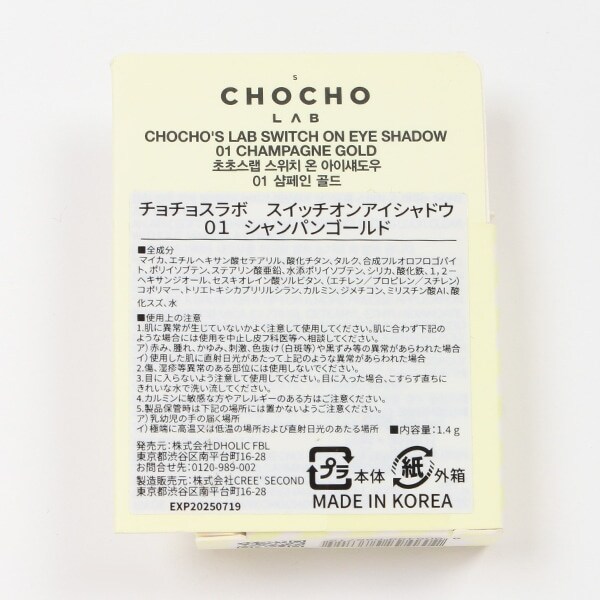 S
CHOCHO
LAB
CHOCHO'S LAB SWITCH ON EYE SHADOW
01 CHAMPAGNE GOLD
초초스랩 스위치 온 아이섀도우
01 샴페인 골드
チョチョスラボ スイッチオンアイシャドウ
01 シャンパンゴールド
■全成分
マイカ、エチルヘキサン酸セテアリル、酸化チタン、タルク、合成フルオロフロゴパイ
ト、ポリイソブテン、ステアリン酸亜鉛、水添ポリイソブテン、シリカ、酸化鉄、1,2-
ヘキサンジオール、セスキオレイン酸ソルビタン、(エチレン/プロピレン/スチレン)
コポリマー、トリエトキシカプリリルシラン、カルミン、ジメチコン、ミリスチン酸Al、酸
化スズ、水
■使用上の注意
1.肌に異常が生じていないかよく注意して使用してください。肌に合わず下記の
ような場合には使用を中止し皮フ科医等へ相談してください。
ア)赤み、腫れ、かゆみ、刺激、色抜け(白斑等)や黒ずみ等の異常があらわれた場合
イ)使用した肌に直射日光があたって上記のような異常があらわれた場合
2.傷、湿疹等異常のある部位には使用しないでください。
3.目に入らないよう注意して使用してください。目に入った場合、こすらず直ちに
きれいな水で洗い流してください。
4.カルミンに敏感な方やアレルギーのある方はご注意ください。
5.製品保管時は下記の場所には置かないようご注意ください。
ア)乳幼児の手の届く場所
イ)極端に高温又は低温の場所および直射日光のあたる場所
■内容量:1.4g
発売元:株式会社DHOLIC FBL
東京都渋谷区南平台町16-28
お問合せ先:0120-989-002
製造販売元:株式会社CREE' SECOND
東京都渋谷区南平台町16-28
EXP20250719
プラ 本体 紙 外箱
MADE IN KOREA